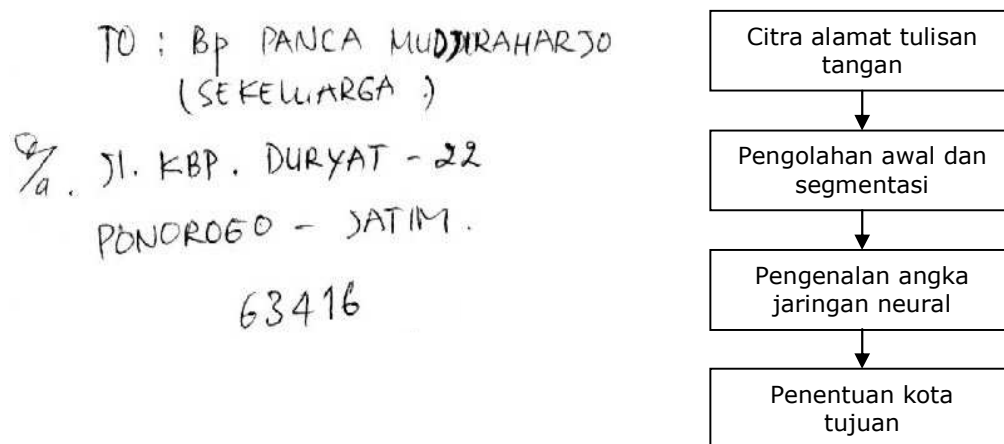 TO : Bp PANCA MUDJIRAHARJO
(SEKELUARGA )
d/a. Jl. KBP. DURYAT - 22
PONOROGO - JATIM.
63416
Citra alamat tulisan
tangan
Pengolahan awal dan
segmentasi
Pengenalan angka
jaringan neural
Penentuan kota
tujuan